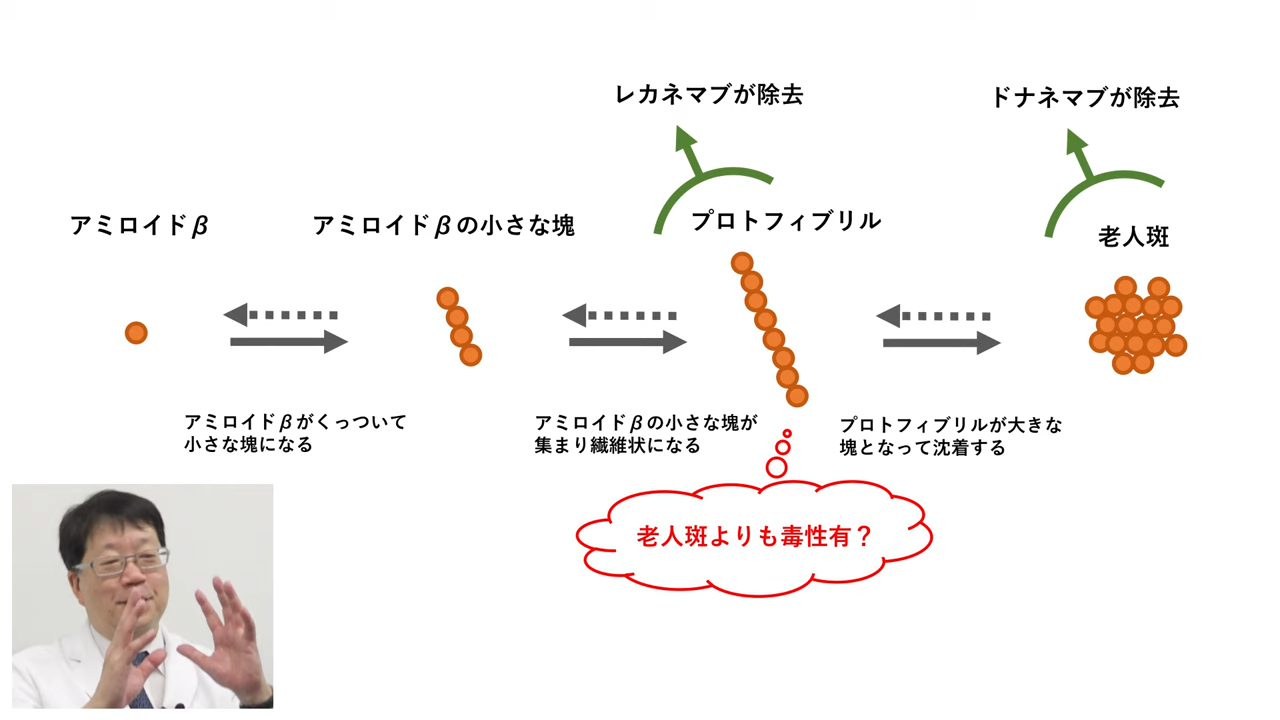 レカネマブが除去
ドナネマブが除去
アミロイドβ
アミロイドβの小さな塊
プロトフィブリル
老人斑
アミロイドβがくっついて
小さな塊になる
アミロイドβの小さな塊が
集まり繊維状になる
プロトフィブリルが大きな
塊となって沈着する
老人斑よりも毒性有？